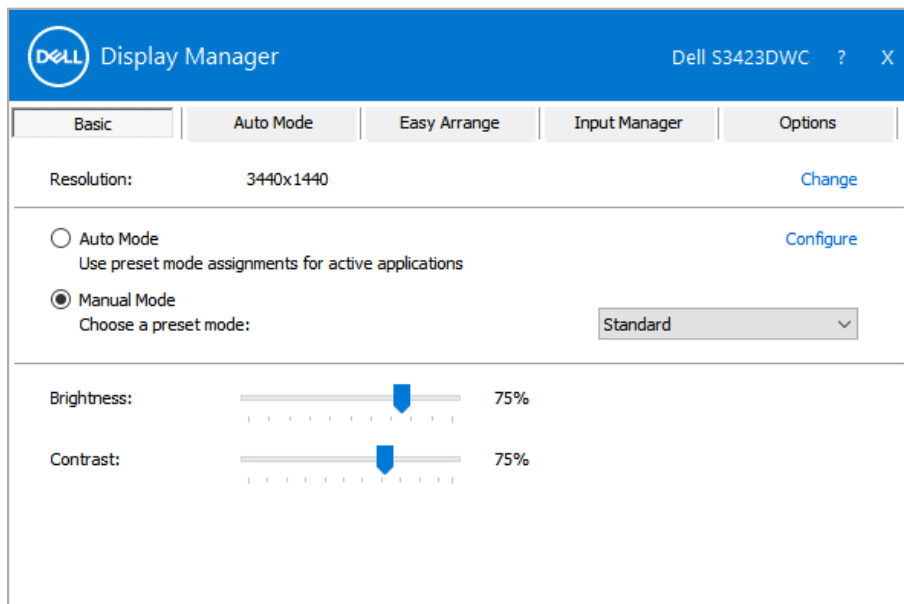 DELL Display Manager Dell S3423DWC ? X
Basic Auto Mode Easy Arrange Input Manager Options
Resolution: 3440x1440 Change
Auto Mode Configure
Use preset mode assignments for active applications
Manual Mode
Choose a preset mode: Standard
Brightness: 75%
Contrast: 75%